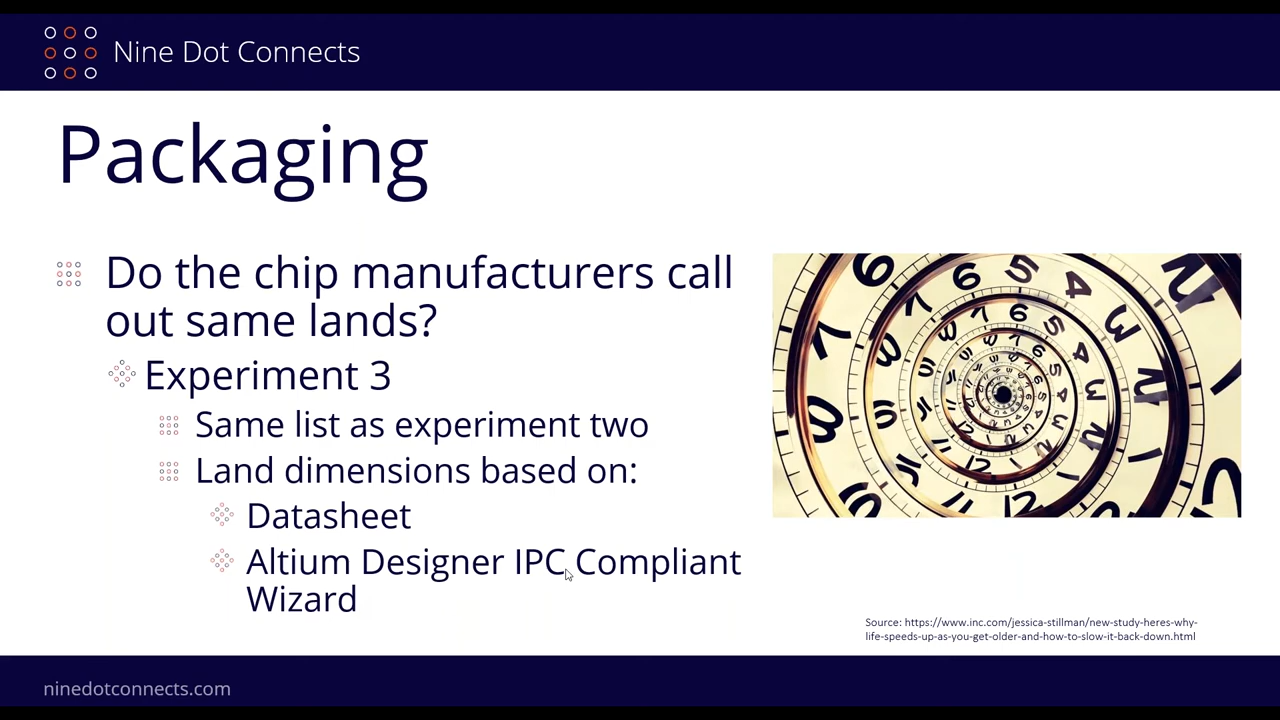 Nine Dot Connects
Packaging
Do the chip manufacturers call
out same lands?
Experiment 3
Same list as experiment two
Land dimensions based on:
Datasheet
Altium Designer IPC Compliant
Wizard
Source: https://www.inc.com/jessica-stillman/new-study-heres-why-
life-speeds-up-as-you-get-older-and-how-to-slow-it-back-down.html
ninedotconnects.com